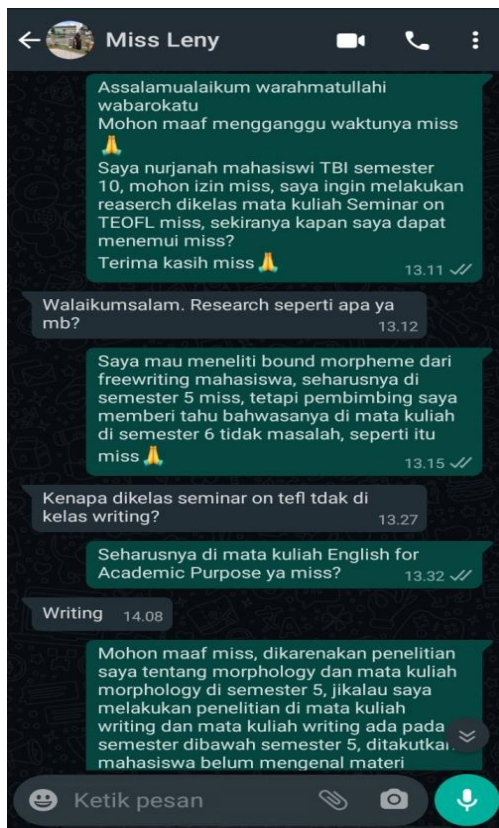 Miss Leny
Assalamualaikum warahmatullahi
wabarokatu
Mohon maaf mengganggu waktunya miss
🙏
Saya nurjanah mahasiswi TBI semester
10, mohon izin miss, saya ingin melakukan
reaserch dikelas mata kuliah Seminar on
TEOFL miss, sekiranya kapan saya dapat
menemui miss?
Terima kasih miss🙏
13.11
Walaikumsalam. Research seperti apa ya
mb?
13.12
Saya mau meneliti bound morpheme dari
freewriting mahasiswa, seharusnya di
semester 5 miss, tetapi pembimbing saya
memberi tahu bahwasanya di mata kuliah
di semester 6 tidak masalah, seperti itu
miss🙏
13.15
Kenapa dikelas seminar on tefl tdak di
kelas writing?
13.27
Seharusnya di mata kuliah English for
Academic Purpose ya miss?
13.32
Writing 14.08
Mohon maaf miss, dikarenakan penelitian
saya tentang morphology dan mata kuliah
morphology di semester 5, jikalau saya
melakukan penelitian di mata kuliah
writing dan mata kuliah writing ada pada
semester dibawah semester 5, ditakutkan
mahasiswa belum mengenal materi
Ketik pesan